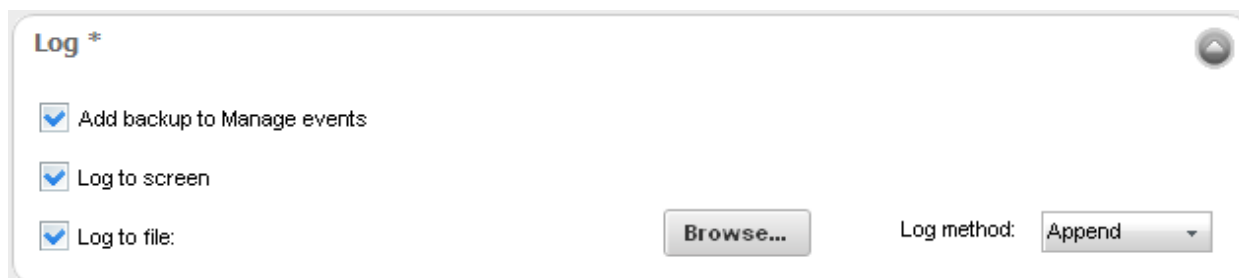 Log *
Add backup to Manage events
Log to screen
Log to file: Browse... Log method: Append